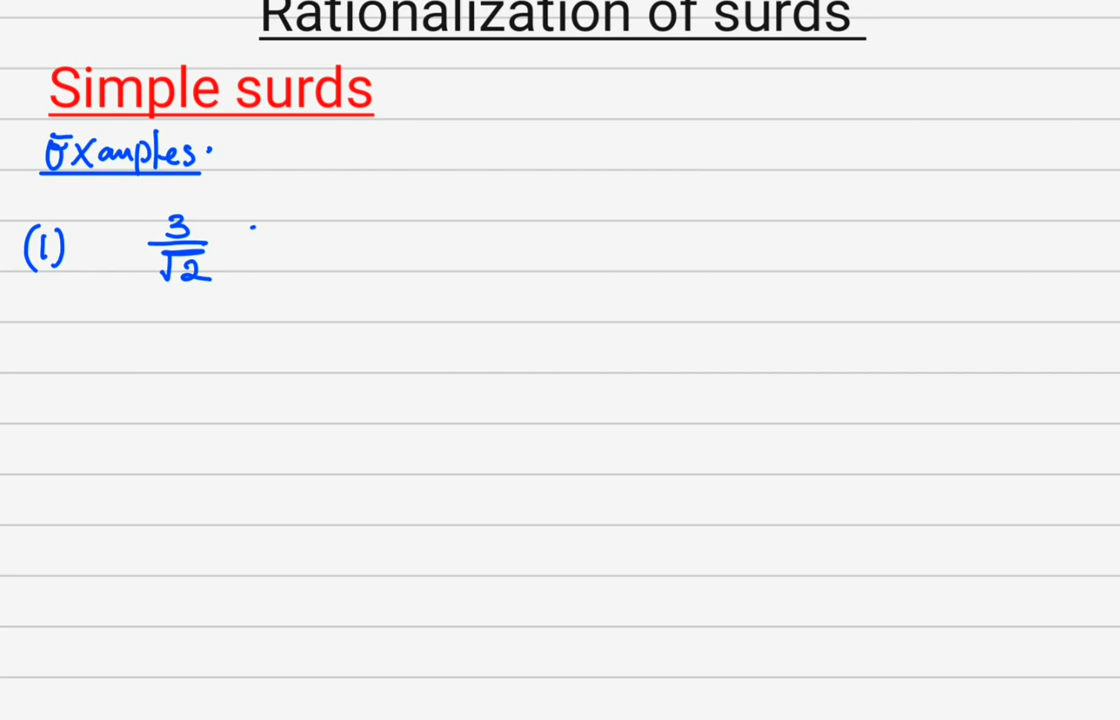 Rationalization of surds
Simple surds
Examples.
(1) 3/√2